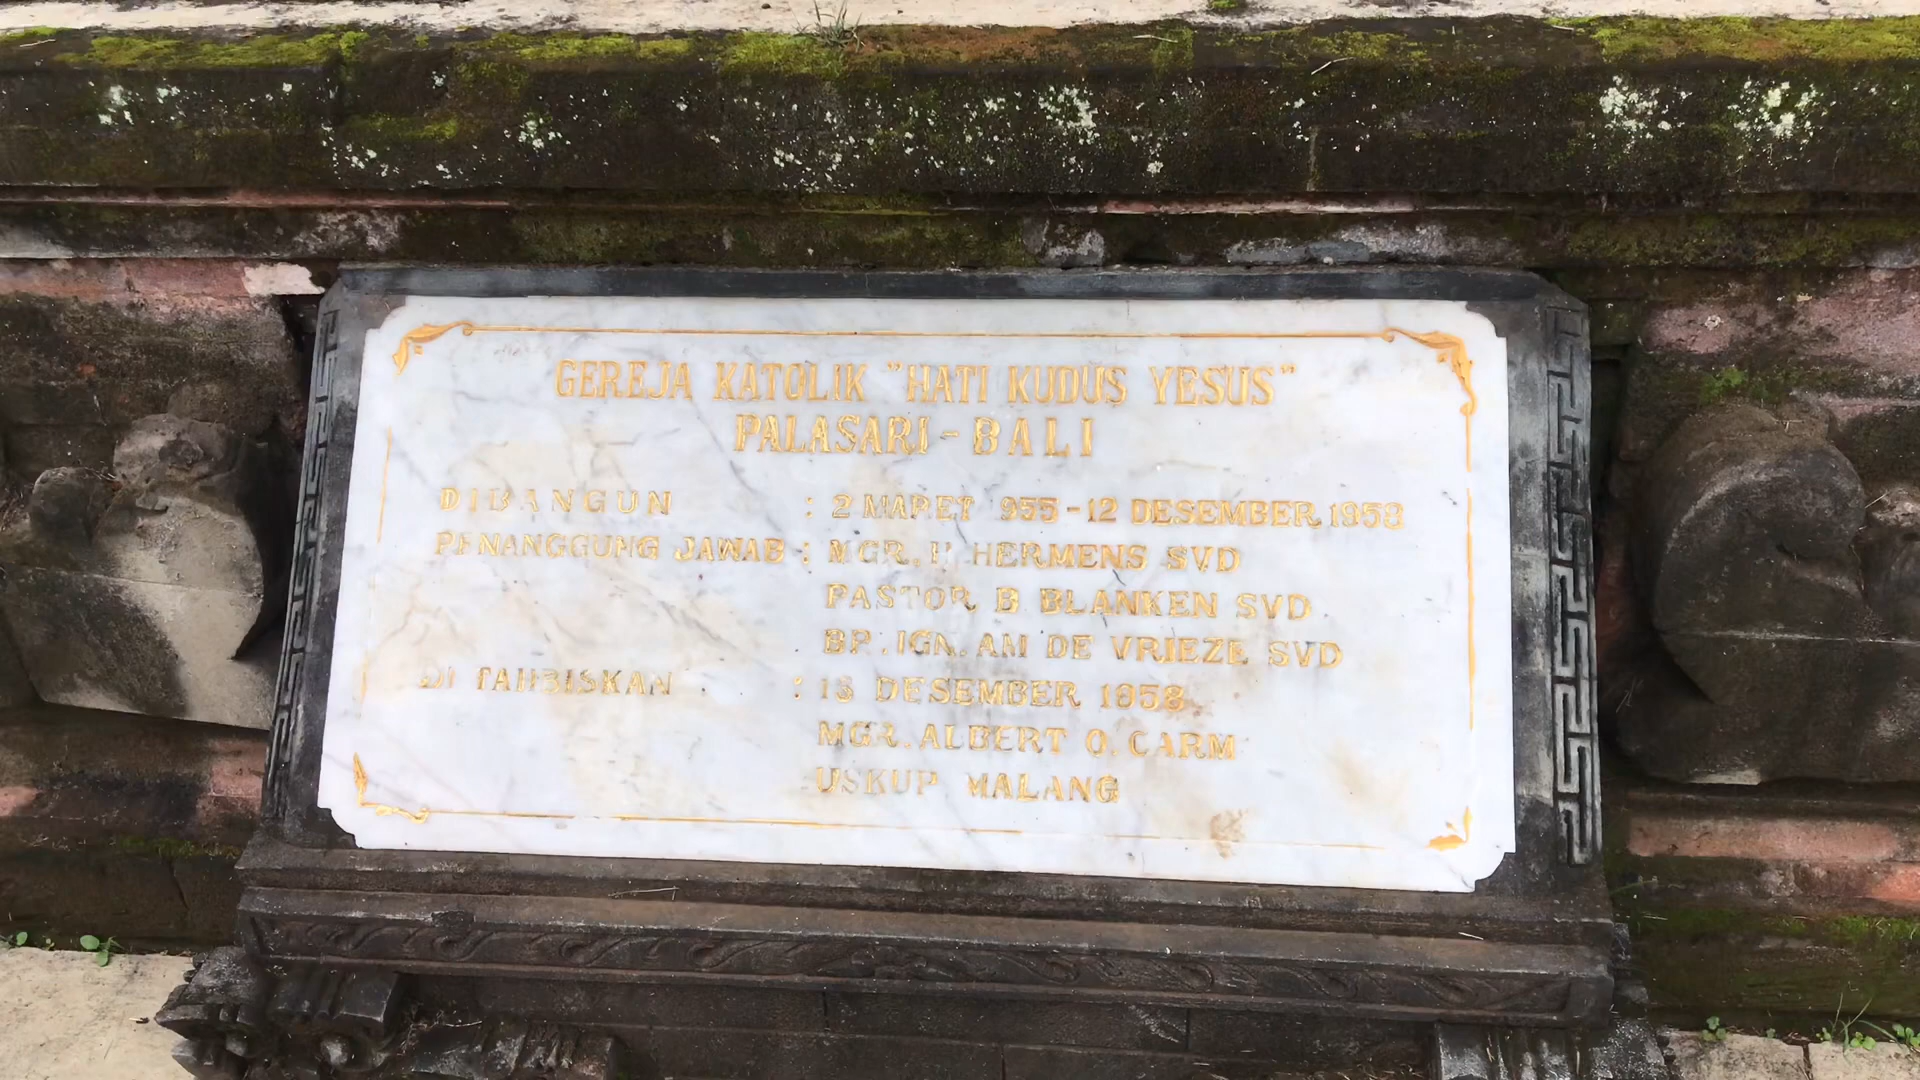 GEREJA KATOLIK "HATI KUDUS YESUS"
PALASARI - BALI
DIBANGUN : 2 MARET 955 - 12 DESEMBER 1958
PENANGGUNG JAWAB : MGR. H HERMENS SVD
PASTOR B BLANKEN SVD
BP. IGN. AM DE VRIEZE SVD
DI TAHBISKAN : 13 DESEMBER 1958
MGR. ALBERT O. CARM
USKUP MALANG